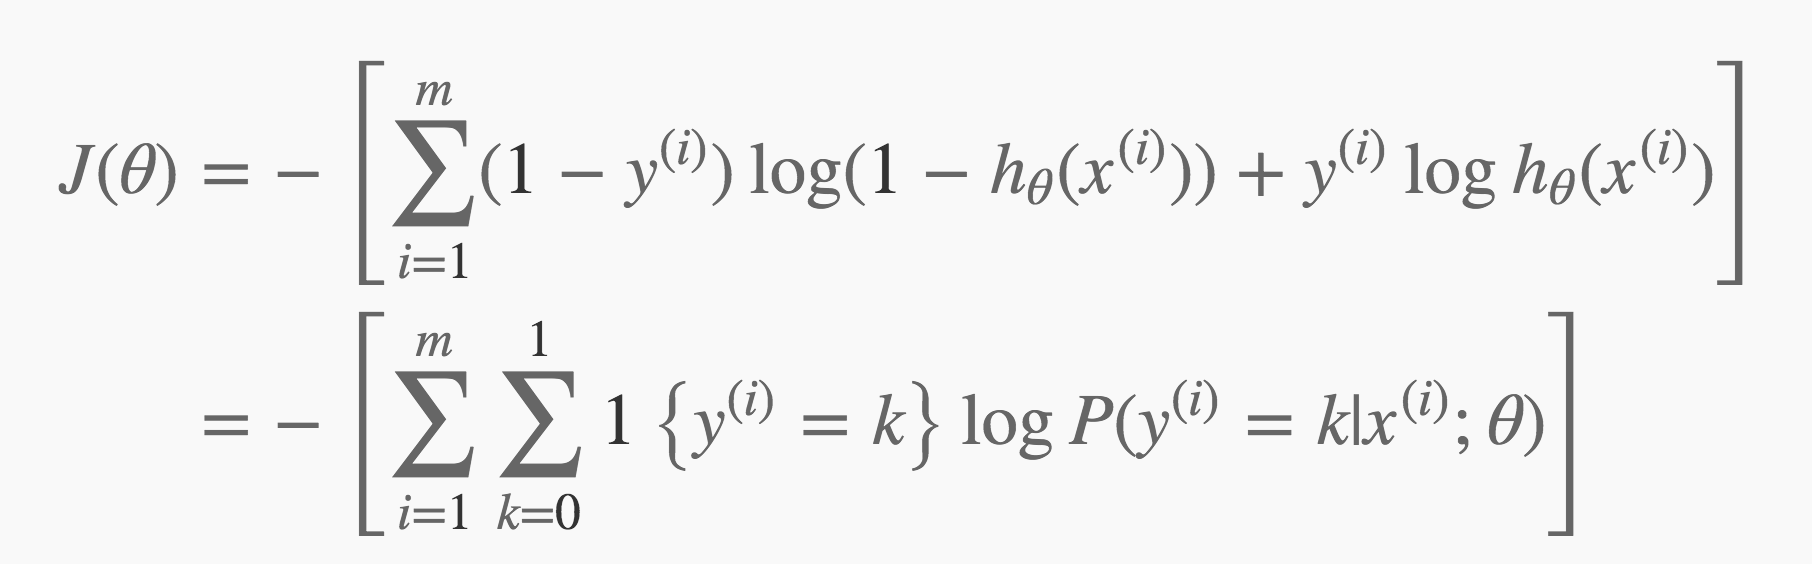 J(θ) = − [ ∑_{i=1}^{m} (1 − y^{(i)}) log(1 − h_θ(x^{(i)})) + y^{(i)} log h_θ(x^{(i)}) ]
= − [ ∑_{i=1}^{m} ∑_{k=0}^{1} 1 {y^{(i)} = k} log P(y^{(i)} = k|x^{(i)}; θ) ]